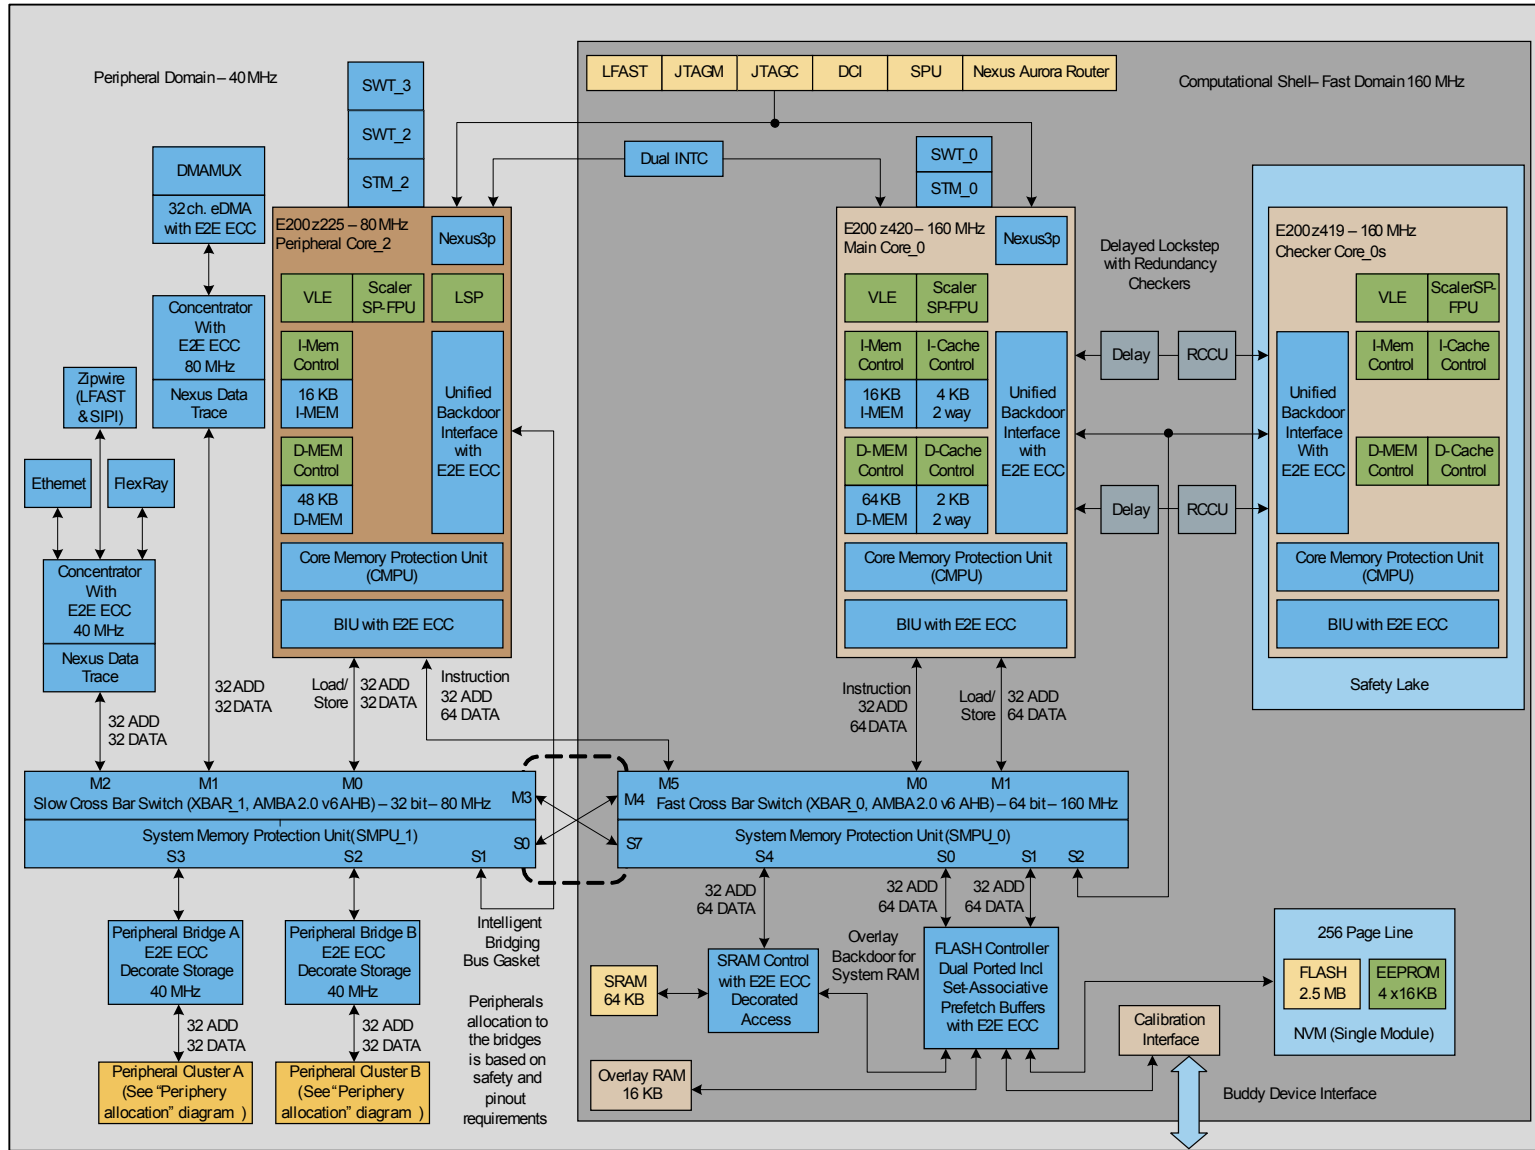 Peripheral Domain – 40 MHz
Computational Shell – Fast Domain 160 MHz
LFAST
JTAGM
JTAGC
DCI
SPU
Nexus Aurora Router
SWT_3
SWT_2
STM_2
Dual INTC
SWT_0
STM_0
DMAMUX
32 ch. eDMA
with E2E ECC
Concentrator
With
E2E ECC
80 MHz
Nexus Data
Trace
Zipwire
(LFAST
& SIPI)
Ethernet
FlexRay
Concentrator
With
E2E ECC
40 MHz
Nexus Data
Trace
E200 z225 – 80 MHz
Peripheral Core_2
Nexus3p
VLE
Scaler
SP-FPU
LSP
I-Mem
Control
16 KB
I-MEM
D-MEM
Control
48 KB
D-MEM
Unified
Backdoor
Interface
with
E2E ECC
Core Memory Protection Unit
(CMPU)
BIU with E2E ECC
E200 z420 – 160 MHz
Main Core_0
Nexus3p
VLE
Scaler
SP-FPU
I-Mem
Control
I-Cache
Control
16 KB
I-MEM
4 KB
2 way
D-MEM
Control
D-Cache
Control
64 KB
D-MEM
2 KB
2 way
Unified
Backdoor
Interface
with
E2E ECC
Core Memory Protection Unit
(CMPU)
BIU with E2E ECC
Delayed Lockstep
with Redundancy
Checkers
Delay
RCCU
Delay
RCCU
E200 z419 – 160 MHz
Checker Core_0s
VLE
ScalerSP-
FPU
I-Mem
Control
I-Cache
Control
Unified
Backdoor
Interface
With
E2E ECC
D-MEM
Control
D-Cache
Control
Core Memory Protection Unit
(CMPU)
BIU with E2E ECC
Safety Lake
32 ADD
32 DATA
32 ADD
32 DATA
Load/
Store
32 ADD
32 DATA
Instruction
32 ADD
64 DATA
Instruction
32 ADD
64 DATA
Load/
Store
32 ADD
64 DATA
M2
M1
M0
M3
Slow Cross Bar Switch (XBAR_1, AMBA 2.0 v6 AHB) – 32 bit – 80 MHz
System Memory Protection Unit (SMPU_1)
S0
S3
S2
S1
M5
M0
M1
M4
Fast Cross Bar Switch (XBAR_0, AMBA 2.0 v6 AHB) – 64 bit – 160 MHz
System Memory Protection Unit (SMPU_0)
S7
S4
S0
S1
S2
Peripheral Bridge A
E2E ECC
Decorate Storage
40 MHz
Peripheral Bridge B
E2E ECC
Decorate Storage
40 MHz
32 ADD
32 DATA
32 ADD
32 DATA
Peripheral Cluster A
(See “Periphery
allocation” diagram )
Peripheral Cluster B
(See “Periphery
allocation” diagram )
Intelligent
Bridging
Bus Gasket
Peripherals
allocation to
the bridges
is based on
safety and
pinout
requirements
32 ADD
64 DATA
32 ADD
64 DATA
32 ADD
64 DATA
SRAM
64 KB
SRAM Control
with E2E ECC
Decorated
Access
Overlay
Backdoor for
System RAM
FLASH Controller
Dual Ported Incl
Set-Associative
Prefetch Buffers
with E2E ECC
Overlay RAM
16 KB
Calibration
Interface
Buddy Device Interface
256 Page Line
FLASH
2.5 MB
EEPROM
4 x 16 KB
NVM (Single Module)